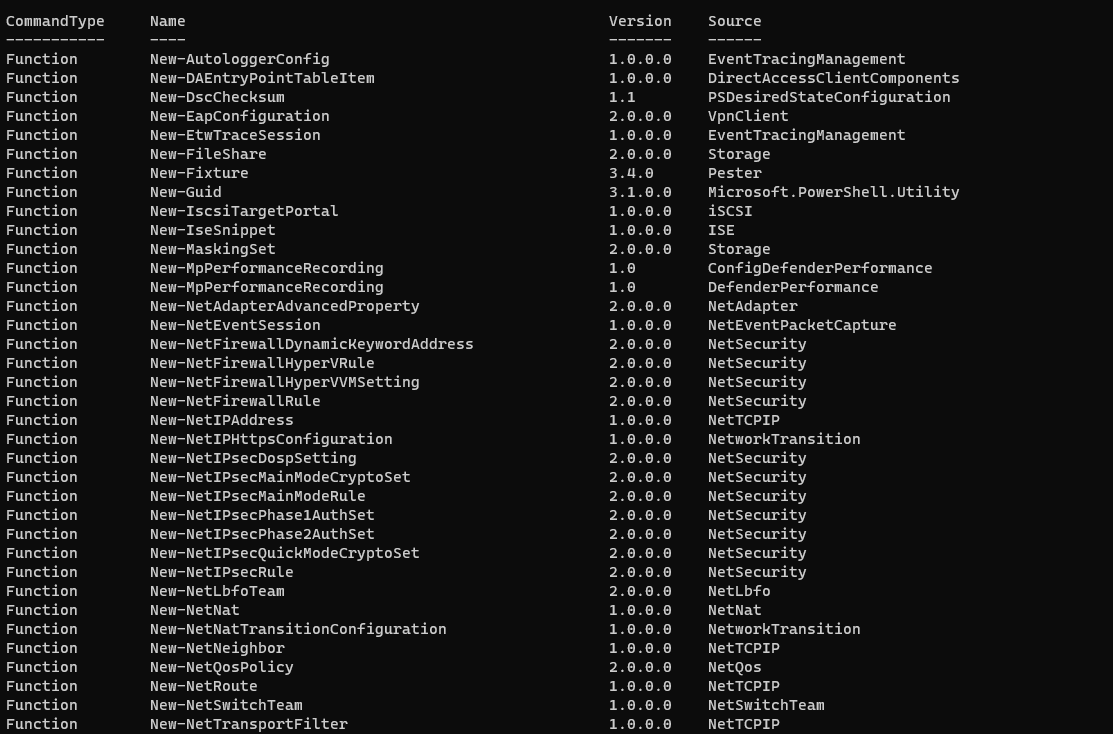 CommandType     Name                                               Version    Source
-----------     ----                                               -------    ------
Function        New-AutologgerConfig                               1.0.0.0    EventTracingManagement
Function        New-DAEntryPointTableItem                          1.0.0.0    DirectAccessClientComponents
Function        New-DscChecksum                                    1.1        PSDesiredStateConfiguration
Function        New-EapConfiguration                               2.0.0.0    VpnClient
Function        New-EtwTraceSession                                1.0.0.0    EventTracingManagement
Function        New-FileShare                                      2.0.0.0    Storage
Function        New-Fixture                                        3.4.0      Pester
Function        New-Guid                                           3.1.0.0    Microsoft.PowerShell.Utility
Function        New-IscsiTargetPortal                              1.0.0.0    iSCSI
Function        New-IseSnippet                                     1.0.0.0    ISE
Function        New-MaskingSet                                     2.0.0.0    Storage
Function        New-MpPerformanceRecording                         1.0        ConfigDefenderPerformance
Function        New-MpPerformanceRecording                         1.0        DefenderPerformance
Function        New-NetAdapterAdvancedProperty                     2.0.0.0    NetAdapter
Function        New-NetEventSession                                1.0.0.0    NetEventPacketCapture
Function        New-NetFirewallDynamicKeywordAddress               2.0.0.0    NetSecurity
Function        New-NetFirewallHyperVRule                          2.0.0.0    NetSecurity
Function        New-NetFirewallHyperVVMSetting                     2.0.0.0    NetSecurity
Function        New-NetFirewallRule                                2.0.0.0    NetSecurity
Function        New-NetIPAddress                                   1.0.0.0    NetTCPIP
Function        New-NetIPHttpsConfiguration                        1.0.0.0    NetworkTransition
Function        New-NetIPsecDospSetting                            2.0.0.0    NetSecurity
Function        New-NetIPsecMainModeCryptoSet                      2.0.0.0    NetSecurity
Function        New-NetIPsecMainModeRule                           2.0.0.0    NetSecurity
Function        New-NetIPsecPhase1AuthSet                          2.0.0.0    NetSecurity
Function        New-NetIPsecPhase2AuthSet                          2.0.0.0    NetSecurity
Function        New-NetIPsecQuickModeCryptoSet                     2.0.0.0    NetSecurity
Function        New-NetIPsecRule                                   2.0.0.0    NetSecurity
Function        New-NetLbfoTeam                                    2.0.0.0    NetLbfo
Function        New-NetNat                                         1.0.0.0    NetNat
Function        New-NetNatTransitionConfiguration                  1.0.0.0    NetworkTransition
Function        New-NetNeighbor                                    1.0.0.0    NetTCPIP
Function        New-NetQosPolicy                                   2.0.0.0    NetQos
Function        New-NetRoute                                       1.0.0.0    NetTCPIP
Function        New-NetSwitchTeam                                  1.0.0.0    NetSwitchTeam
Function        New-NetTransportFilter                             1.0.0.0    NetTCPIP